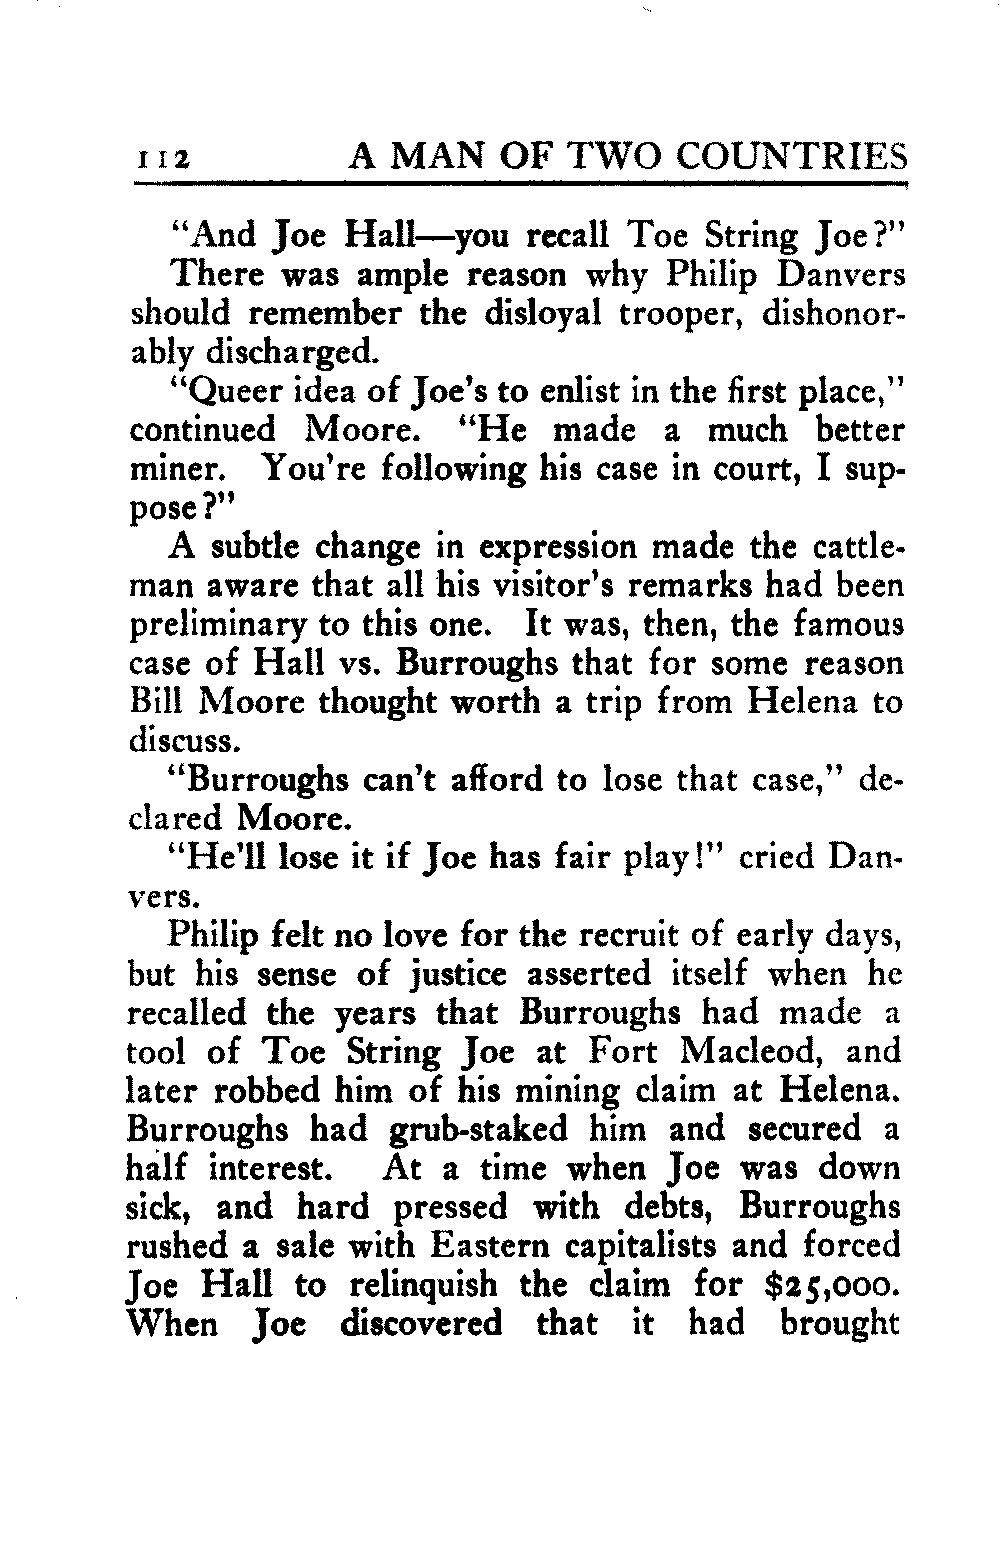 112 A MAN OF TWO COUNTRIES
“And Joe Hall—you recall Toe String Joe?”
There was ample reason why Philip Danvers
should remember the disloyal trooper, dishonor-
ably discharged.
“Queer idea of Joe’s to enlist in the first place,”
continued Moore. “He made a much better
miner. You’re following his case in court, I sup-
pose?”
A subtle change in expression made the cattle-
man aware that all his visitor’s remarks had been
preliminary to this one. It was, then, the famous
case of Hall vs. Burroughs that for some reason
Bill Moore thought worth a trip from Helena to
discuss.
“Burroughs can’t afford to lose that case,” de-
clared Moore.
“He’ll lose it if Joe has fair play!” cried Dan-
vers.
Philip felt no love for the recruit of early days,
but his sense of justice asserted itself when he
recalled the years that Burroughs had made a
tool of Toe String Joe at Fort Macleod, and
later robbed him of his mining claim at Helena.
Burroughs had grub-staked him and secured a
half interest. At a time when Joe was down
sick, and hard pressed with debts, Burroughs
rushed a sale with Eastern capitalists and forced
Joe Hall to relinquish the claim for $25,000.
When Joe discovered that it had brought